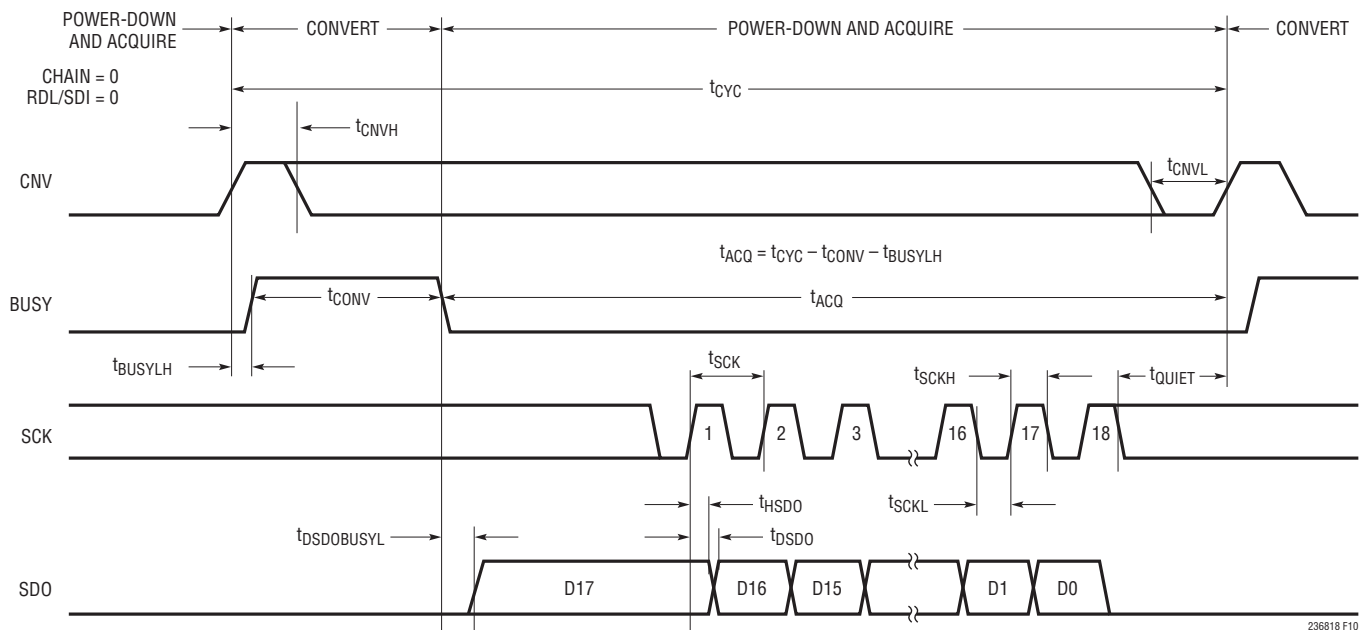 POWER-DOWN
AND ACQUIRE
CONVERT
POWER-DOWN AND ACQUIRE
CONVERT
CHAIN = 0
RDL/SDI = 0
tCYC
tCNVH
tCNVL
CNV
tACQ = tCYC – tCONV – tBUSYLH
BUSY
tCONV
tACQ
tBUSYLH
tSCK
tSCKH
tQUIET
SCK
1
2
3
16
17
18
tHSDO
tSCKL
tDSDOBUSYL
tDSDO
SDO
D17
D16
D15
D1
D0
236818 F10